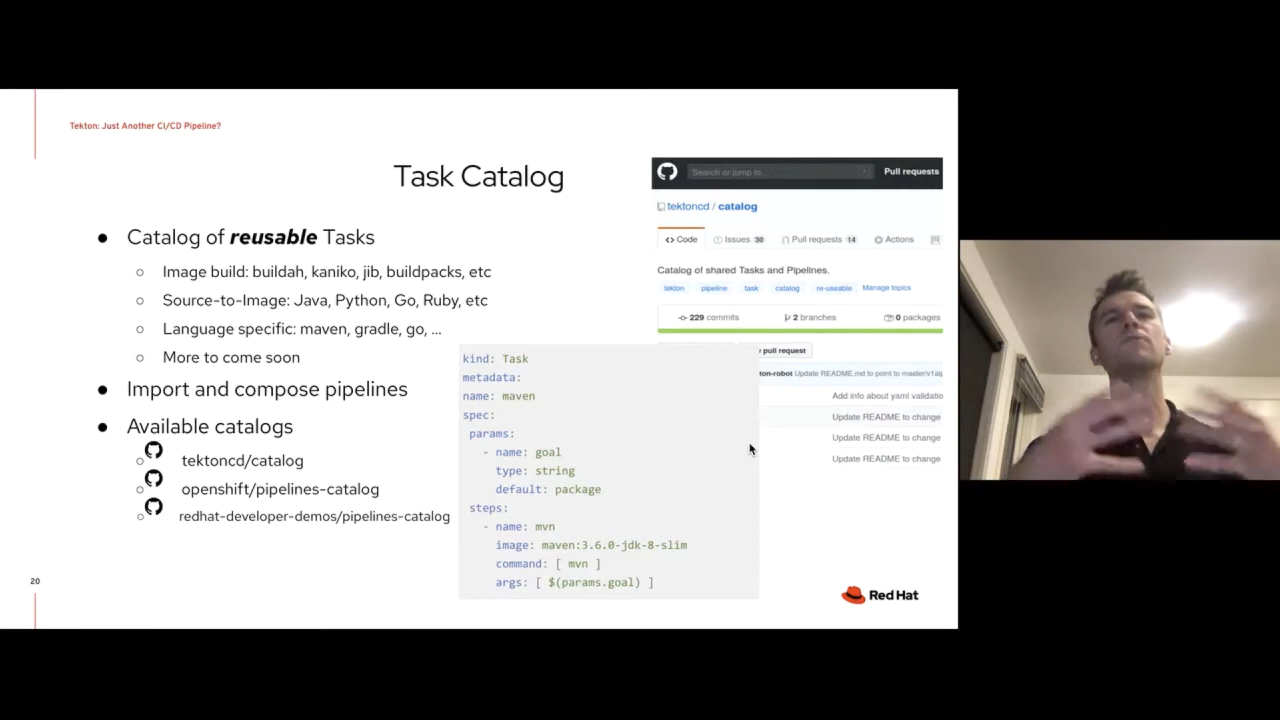 Tekton: Just Another CI/CD Pipeline?
Task Catalog
● Catalog of reusable Tasks
○ Image build: buildah, kaniko, jib, buildpacks, etc
○ Source-to-Image: Java, Python, Go, Ruby, etc
○ Language specific: maven, gradle, go, ...
○ More to come soon
● Import and compose pipelines
● Available catalogs
○ tektoncd/catalog
○ openshift/pipelines-catalog
○ redhat-developer-demos/pipelines-catalog
kind: Task
metadata:
name: maven
spec:
params:
- name: goal
type: string
default: package
steps:
- name: mvn
image: maven:3.6.0-jdk-8-slim
command: [ mvn ]
args: [ $(params.goal) ]
Search or jump to... / Pull requests
tektoncd / catalog
<> Code Issues 30 Pull requests 14 Actions
Catalog of shared Tasks and Pipelines.
tekton pipeline task catalog re-useable Manage topics
229 commits 2 branches 0 packages
pull request
ton-robot Update README.md to point to master/v1alp
Add info about yaml validatio
Update README to change
Update README to change
Update README to change
20
Red Hat